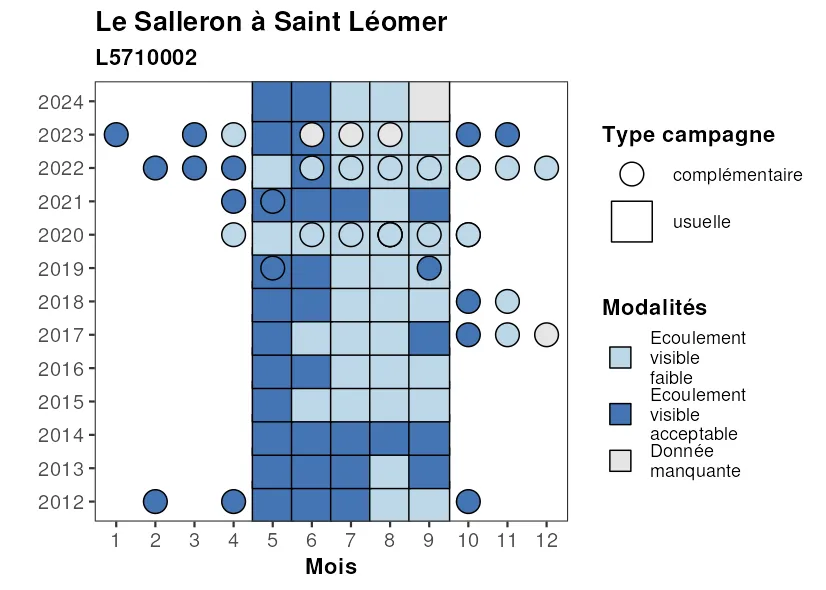 Le Salleron à Saint Léomer
L5710002
2024
2023
2022
2021
2020
2019
2018
2017
2016
2015
2014
2013
2012
1 2 3 4 5 6 7 8 9 10 11 12
Mois
Type campagne
complémentaire
usuelle
Modalités
Ecoulement
visible
faible
Ecoulement
visible
acceptable
Donnée
manquante